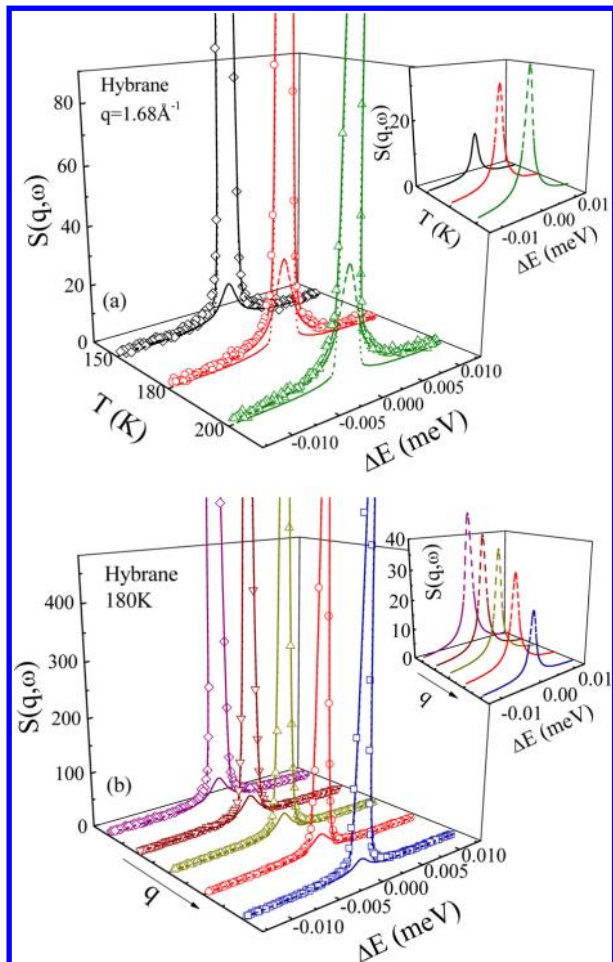 Hybrane
q=1.68Å⁻¹
S(q,ω)
80
60
40
20
0
(a)
150
180
200
T (K)
-0.010
-0.005
0.000
0.005
0.010
ΔE (meV)
S(q,ω)
20
0
T (K)
-0.01
0.00
0.01
ΔE (meV)
Hybrane
180K
S(q,ω)
400
300
200
100
0
(b)
q
-0.010
-0.005
0.000
0.005
0.010
ΔE (meV)
S(q,ω)
40
30
20
10
0
q
-0.01
0.00
0.01
ΔE (meV)